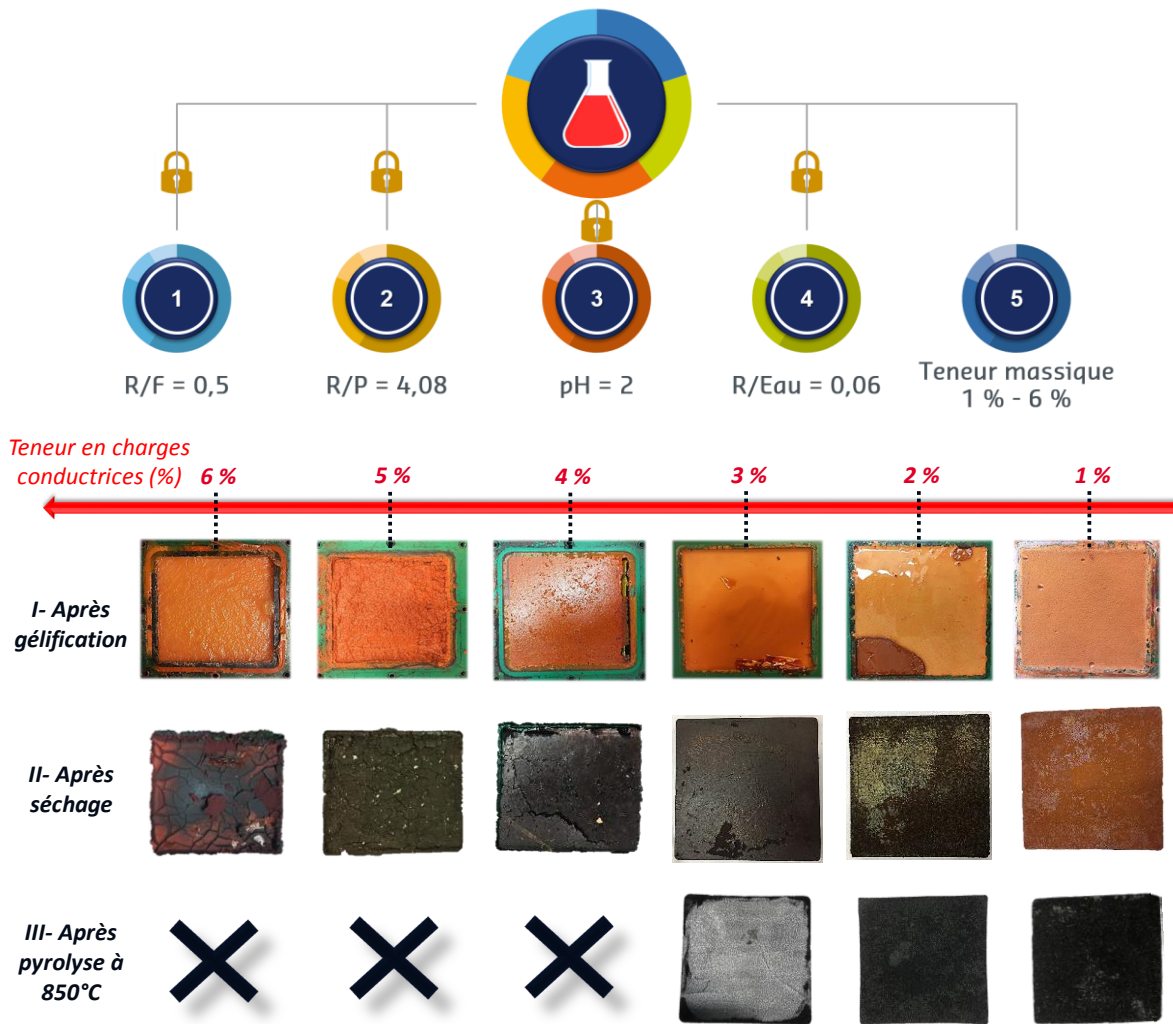 1
2
3
4
5
R/F = 0,5
R/P = 4,08
pH = 2
R/Eau = 0,06
Teneur massique
1 % - 6 %
Teneur en charges
conductrices (%)
6 %
5 %
4 %
3 %
2 %
1 %
I- Après
gélification
II- Après
séchage
III- Après
pyrolyse à
850°C